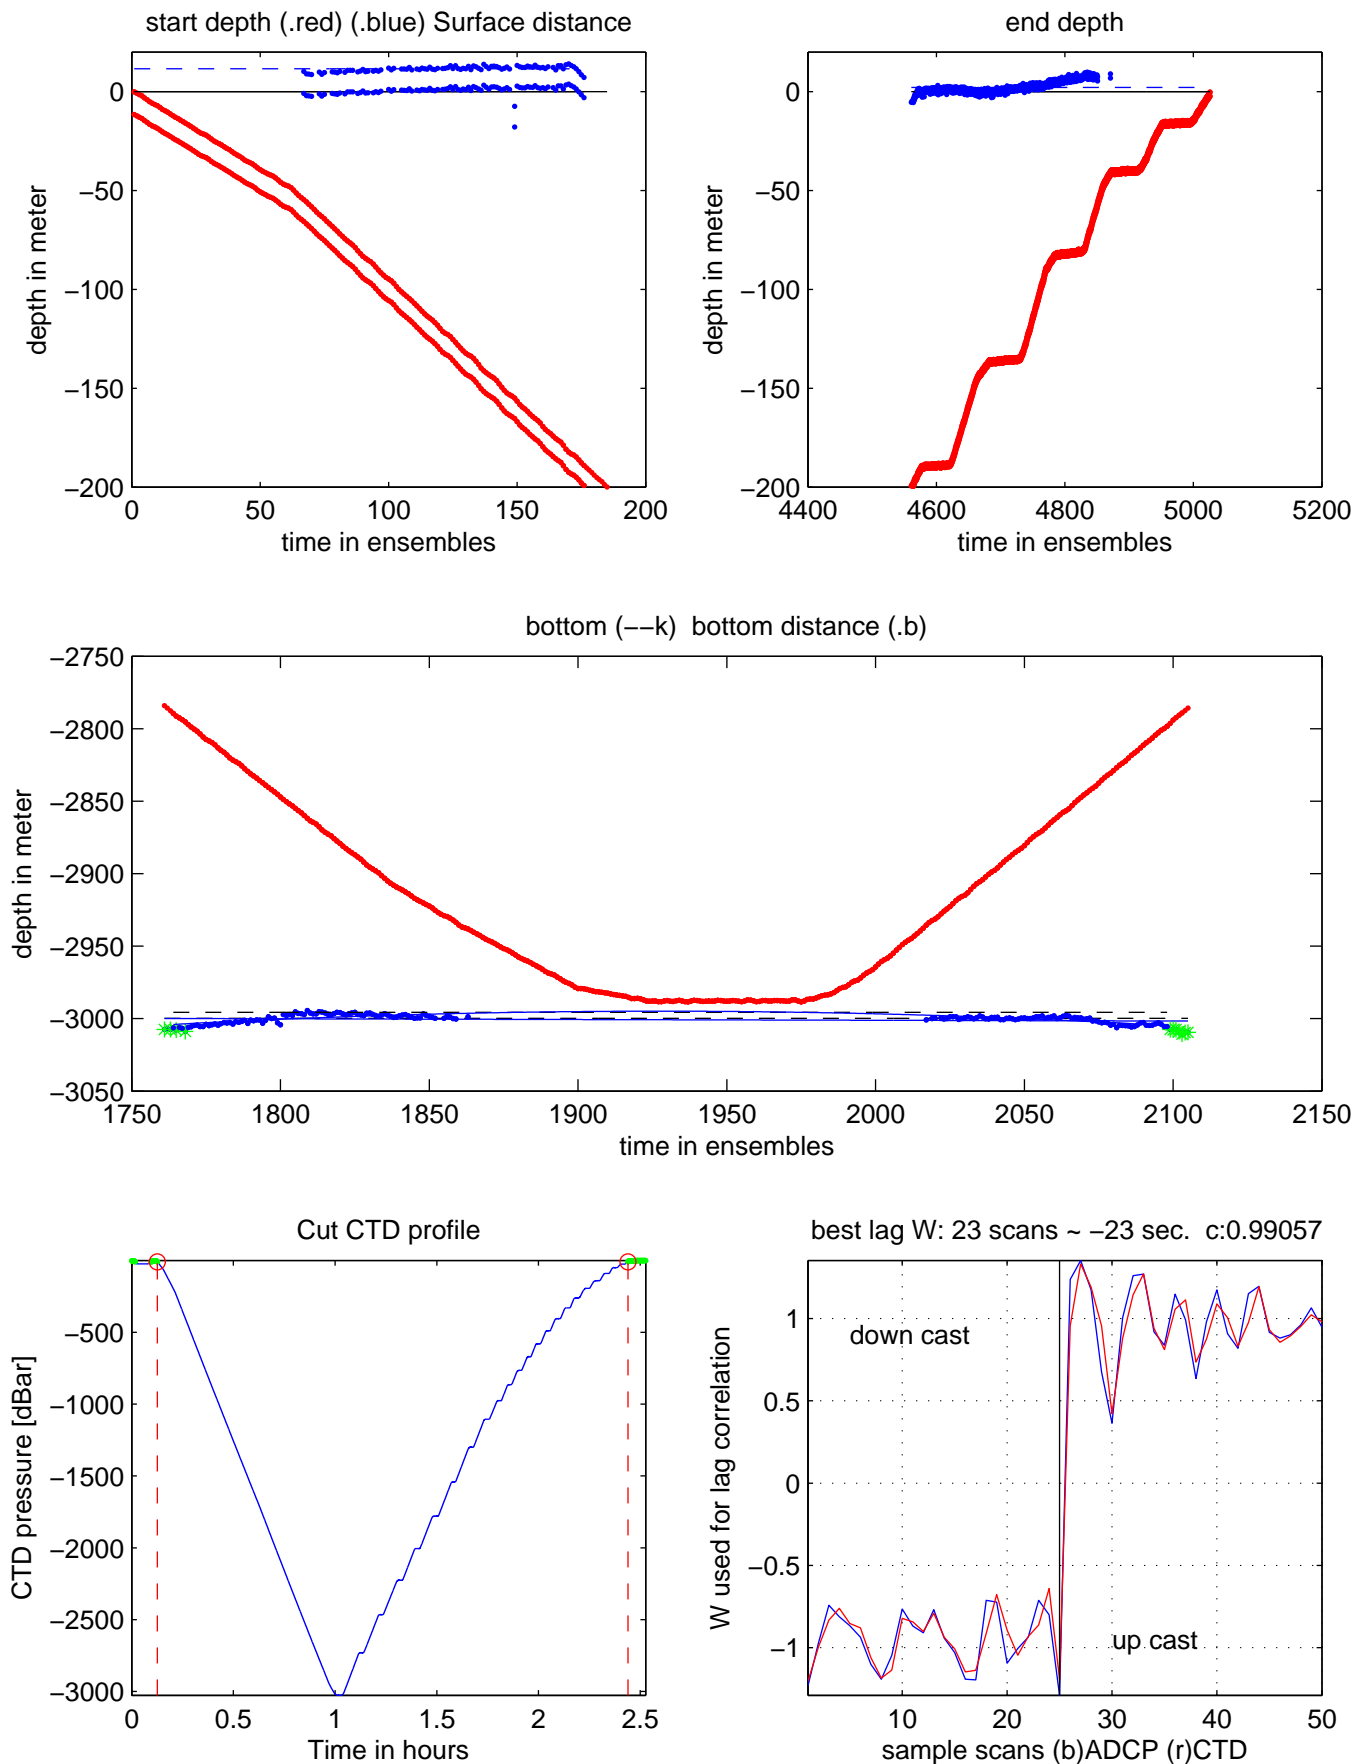 start depth (.red) (.blue) Surface distance
0
−50
−100
−150
−200
depth in meter
0 50 100 150 200
time in ensembles
end depth
0
−50
−100
−150
−200
depth in meter
4400 4600 4800 5000 5200
time in ensembles
bottom (−−k)  bottom distance (.b)
−2750
−2800
−2850
−2900
−2950
−3000
−3050
depth in meter
1750 1800 1850 1900 1950 2000 2050 2100 2150
time in ensembles
Cut CTD profile
−500
−1000
−1500
−2000
−2500
−3000
CTD pressure [dBar]
0 0.5 1 1.5 2 2.5
Time in hours
best lag W: 23 scans ~ −23 sec.  c:0.99057
1
0.5
0
−0.5
−1
W used for lag correlation
down cast
up cast
10 20 30 40 50
sample scans (b)ADCP (r)CTD